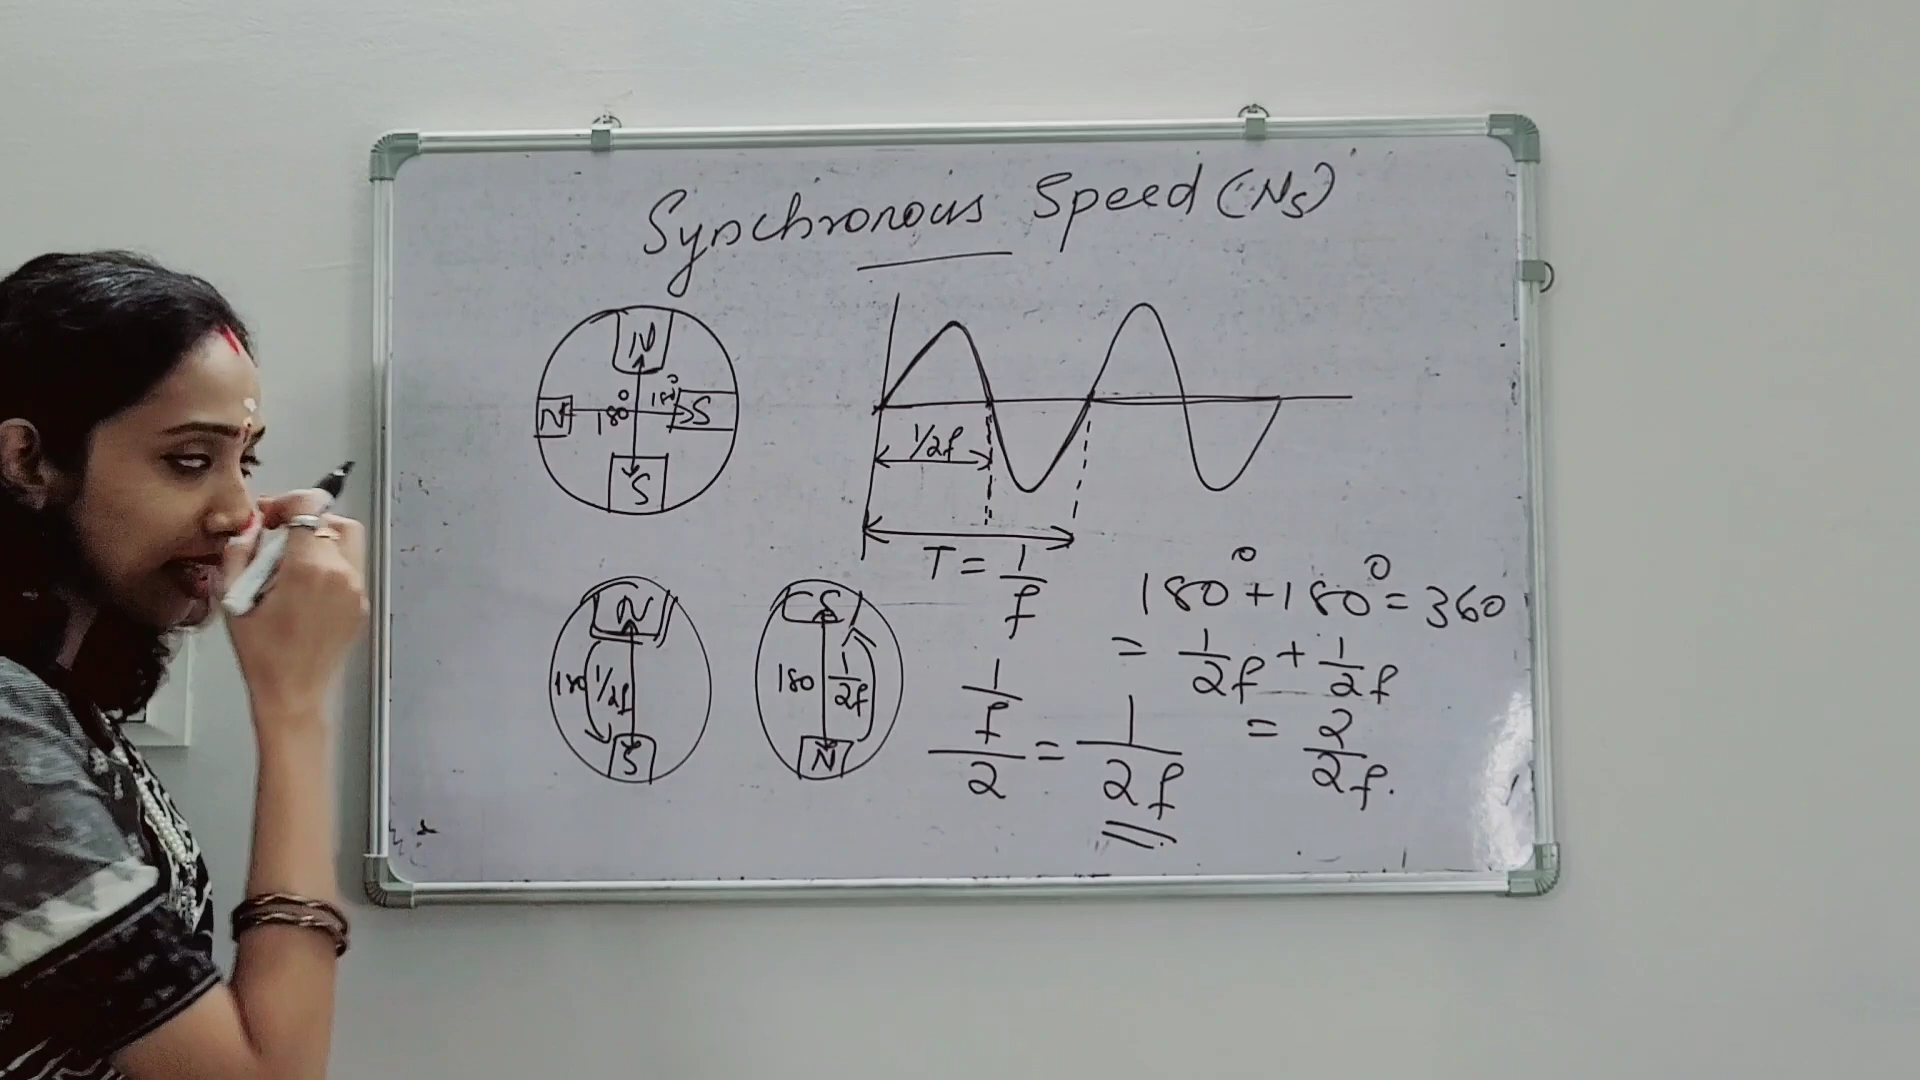 Synchronous Speed (Ns)
N
N 180° 180° S
S
1/2f
T = 1/f
N
180 1/2f
S
S
180 1/2f
N
1/f/2 = 1/2f
180° + 180° = 360
= 1/2f + 1/2f
= 2/2f.